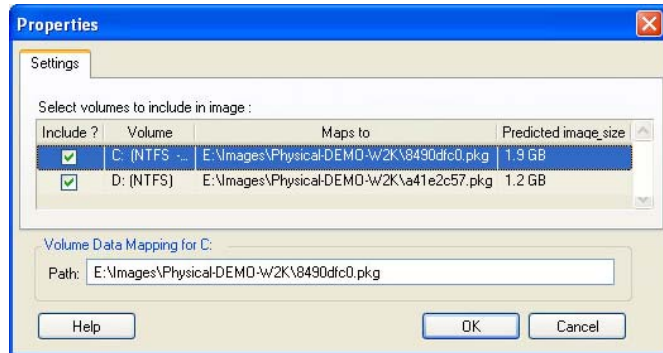 Properties
Settings
Select volumes to include in image :
Include ? Volume Maps to Predicted image_size
C: (NTFS -... E:\Images\Physical-DEMO-W2K\8490dfc0.pkg 1.9 GB
D: (NTFS) E:\Images\Physical-DEMO-W2K\a41e2c57.pkg 1.2 GB
Volume Data Mapping for C:
Path: E:\Images\Physical-DEMO-W2K\8490dfc0.pkg
Help OK Cancel